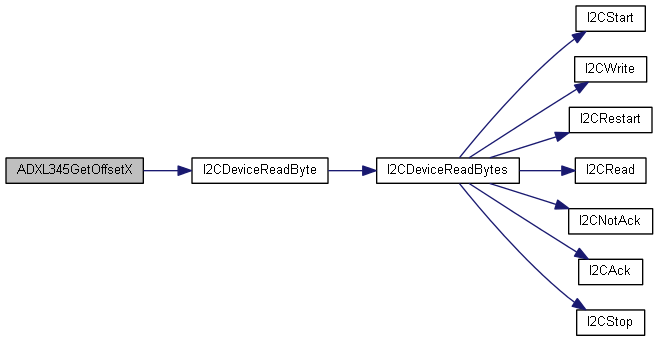 ADXL345GetOffsetX
I2CDeviceReadByte
I2CDeviceReadBytes
I2CStart
I2CWrite
I2CRestart
I2CRead
I2CNotAck
I2CAck
I2CStop